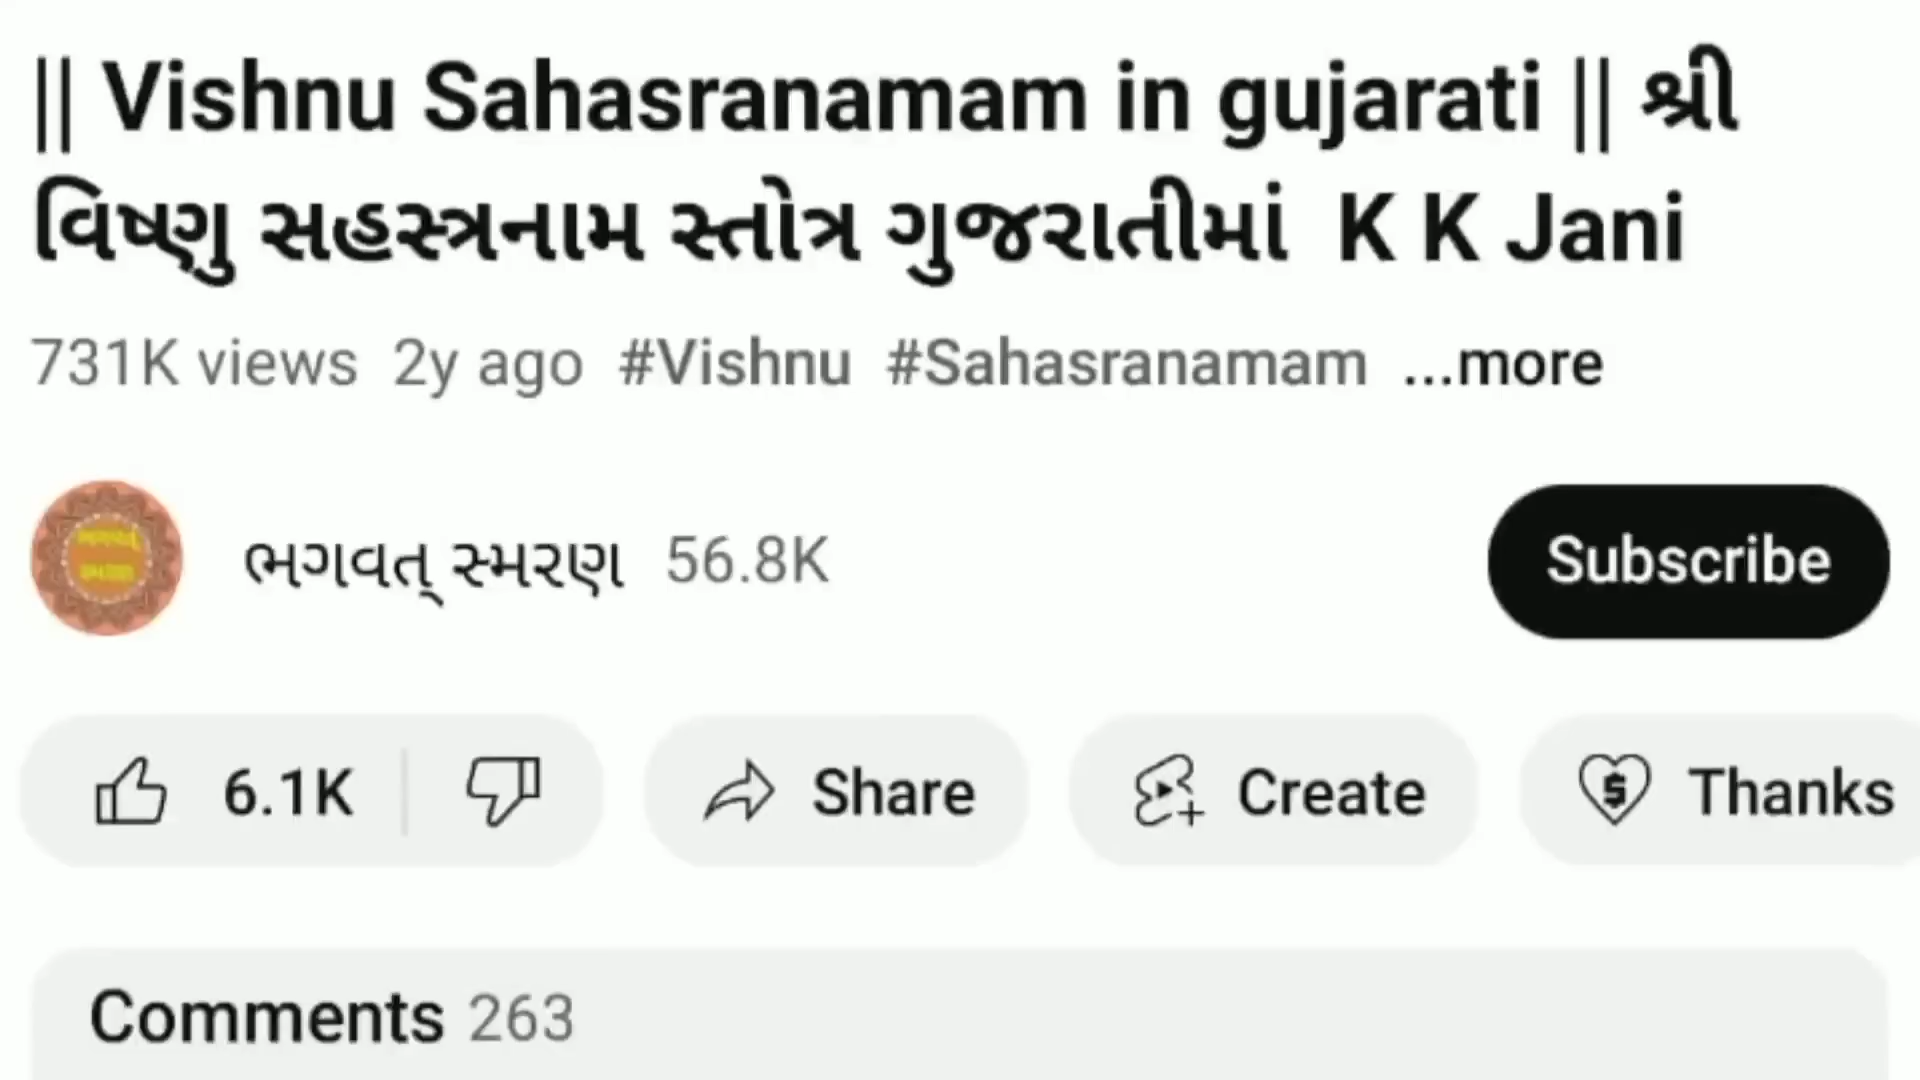 || Vishnu Sahasranamam in gujarati || શ્રી
વિષ્ણુ સહસ્ત્રનામ સ્તોત્ર ગુજરાતીમાં K K Jani
731K views 2y ago #Vishnu #Sahasranamam ...more
ભગવત્ સ્મરણ 56.8K
Subscribe
6.1K
Share
Create
Thanks
Comments 263